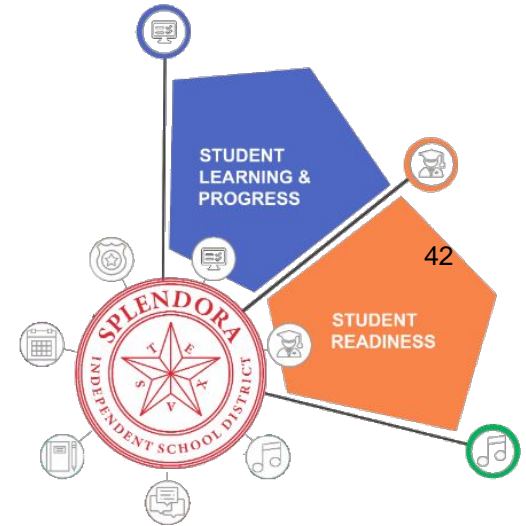 STUDENT
LEARNING &
PROGRESS
42
STUDENT
READINESS
SPLENDORA
INDEPENDENT SCHOOL DISTRICT
T E X A S